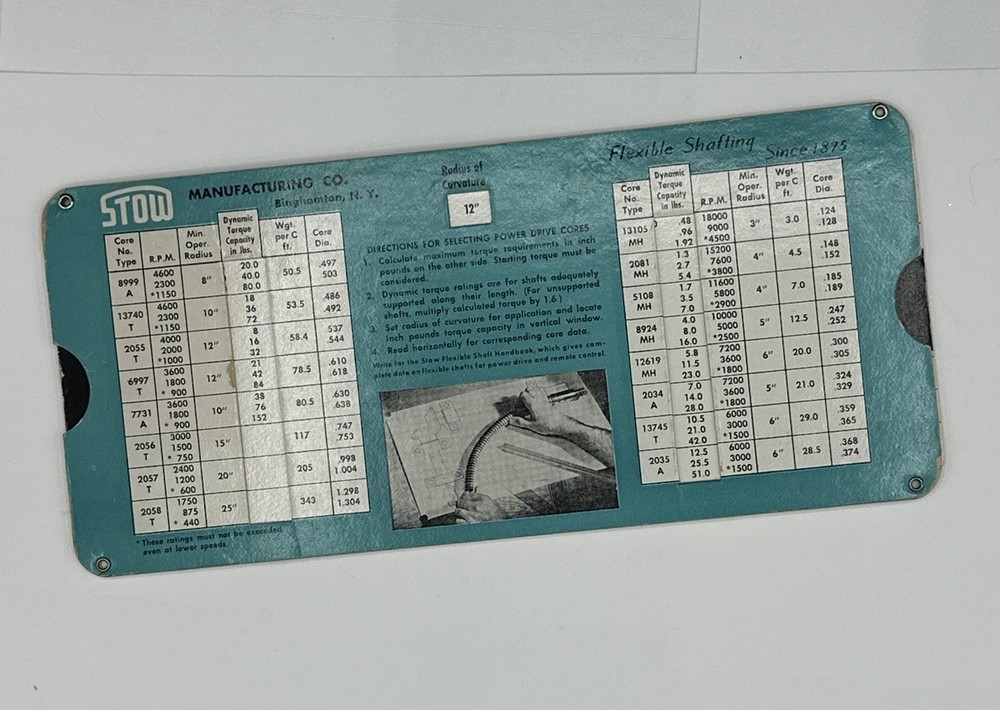 STOW
MANUFACTURING CO.
Binghamton, N. Y.
Core No. Type
R.P.M.
Min. Oper. Radius
Dynamic Torque Capacity in lbs.
Wgt. per C ft.
Core Dia.
8999 A
4600 2300 *1150
8"
20.0 40.0 80.0
50.5
.497 503
13740 T
4600 2300 *1150
10"
18 36 72
53.5
.486 .492
2055 T
4000 2000 *1000
12"
8 16 32
58.4
.537 .544
6997 T
3600 1800 * 900
12"
21 42 84
78.5
.610 .618
7731 A
3600 1800 * 900
10"
38 76 152
80.5
.630 .638
2056 T
3000 1500 * 750
15"
117
.747 .753
2057 T
2400 1200 * 600
20"
205
.998 1.004
2058 T
1750 875 * 440
25"
343
1.298 1.304
* These ratings must not be exceeded
even at lower speeds.
Radius of
Curvature
12"
DIRECTIONS FOR SELECTING POWER DRIVE CORES
1. Calculate maximum torque requirements in inch
pounds on the other side. Starting torque must be
considered.
2. Dynamic torque ratings are for shafts adequately
supported along their length. (For unsupported
shafts, multiply calculated torque by 1.6.)
3. Set radius of curvature for application and locate
inch pounds torque capacity in vertical window.
4. Read horizontally for corresponding core data.
Write for the Stow Flexible Shaft Handbook, which gives com-
plete data on flexible shafts for power drive and remote control.
Flexible Shafting Since 1875
Core No. Type
Dynamic Torque Capacity in lbs.
R.P.M.
Min. Oper. Radius
Wgt. per C ft.
Core Dia.
13105 MH
.48 .96 1.92
18000 9000 *4500
3"
3.0
.124 .128
2081 MH
1.3 2.7 5.4
15200 7600 *3800
4"
4.5
.148 .152
5108 MH
1.7 3.5 7.0
11600 5800 *2900
4"
7.0
.185 .189
8924 MH
4.0 8.0 16.0
10000 5000 *2500
5"
12.5
.247 .252
12619 MH
5.8 11.5 23.0
7200 3600 *1800
6"
20.0
.300 .305
2034 A
7.0 14.0 28.0
7200 3600 *1800
5"
21.0
.324 .329
13745 T
10.5 21.0 42.0
6000 3000 *1500
6"
29.0
.359 .365
2035 A
12.5 25.5 51.0
6000 3000 *1500
6"
28.5
.368 .374